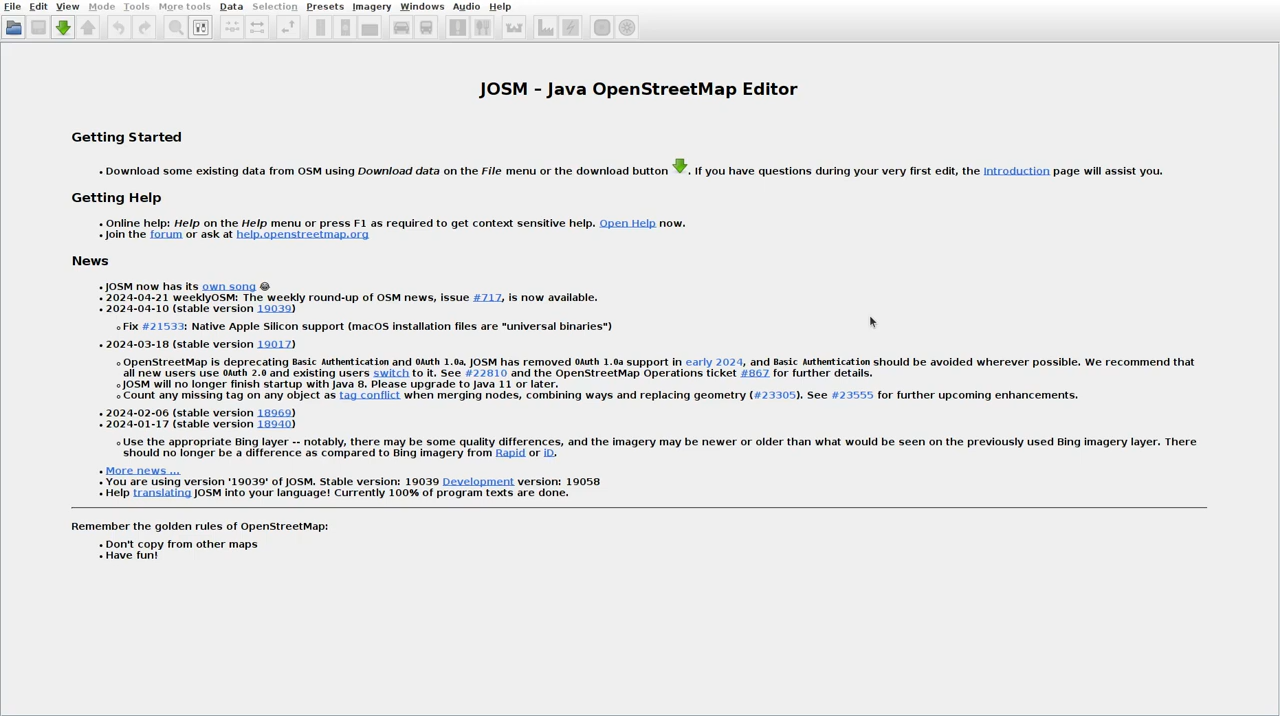 File Edit View Mode Tools More tools Data Selection Presets Imagery Windows Audio Help
JOSM – Java OpenStreetMap Editor
Getting Started
Download some existing data from OSM using Download data on the File menu or the download button . If you have questions during your very first edit, the Introduction page will assist you.
Getting Help
Online help: Help on the Help menu or press F1 as required to get context sensitive help. Open Help now.
Join the forum or ask at help.openstreetmap.org
News
JOSM now has its own song 😂
2024-04-21 weeklyOSM: The weekly round-up of OSM news, issue #717, is now available.
2024-04-10 (stable version 19039)
Fix #21533: Native Apple Silicon support (macOS installation files are "universal binaries")
2024-03-18 (stable version 19017)
OpenStreetMap is deprecating Basic Authentication and OAuth 1.0a. JOSM has removed OAuth 1.0a support in early 2024, and Basic Authentication should be avoided wherever possible. We recommend that
all new users use OAuth 2.0 and existing users switch to it. See #22810 and the OpenStreetMap Operations ticket #867 for further details.
JOSM will no longer finish startup with Java 8. Please upgrade to Java 11 or later.
Count any missing tag on any object as tag conflict when merging nodes, combining ways and replacing geometry (#23305). See #23555 for further upcoming enhancements.
2024-02-06 (stable version 18969)
2024-01-17 (stable version 18940)
Use the appropriate Bing layer -- notably, there may be some quality differences, and the imagery may be newer or older than what would be seen on the previously used Bing imagery layer. There
should no longer be a difference as compared to Bing imagery from Rapid or iD.
More news ...
You are using version '19039' of JOSM. Stable version: 19039 Development version: 19058
Help translating JOSM into your language! Currently 100% of program texts are done.
Remember the golden rules of OpenStreetMap:
Don't copy from other maps
Have fun!